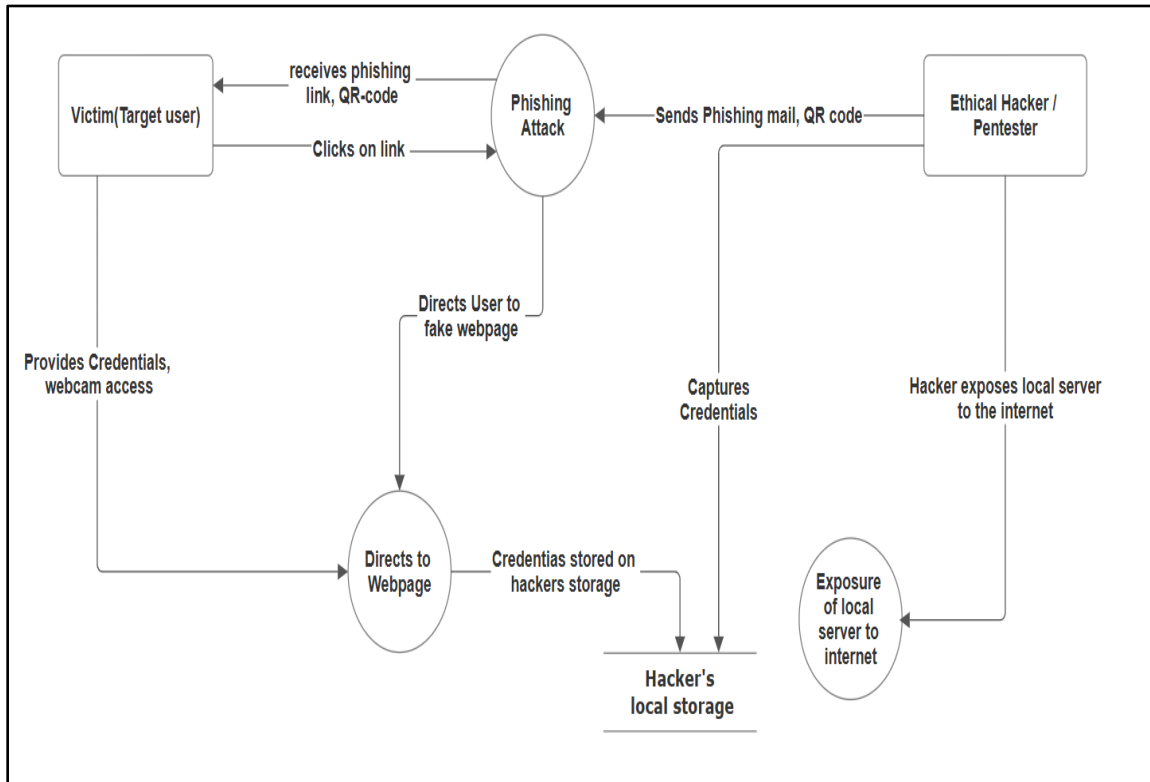 receives phishing
link, QR-code
Victim(Target user)
Clicks on link
Phishing
Attack
Sends Phishing mail, QR code
Ethical Hacker /
Pentester
Directs User to
fake webpage
Provides Credentials,
webcam access
Captures
Credentials
Hacker exposes local server
to the internet
Directs to
Webpage
Credentias stored on
hackers storage
Exposure
of local
server to
internet
Hacker's
local storage